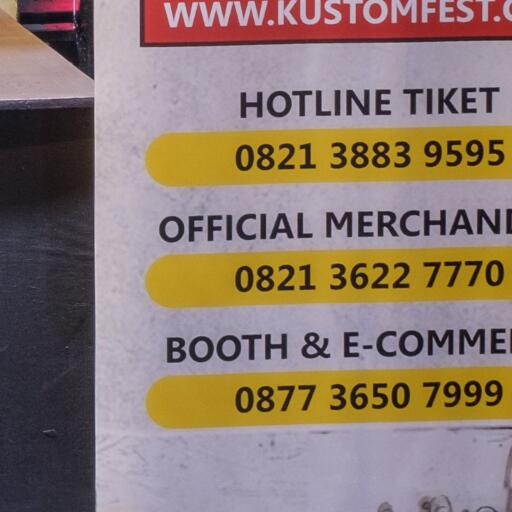 WWW.KUSTOMFEST.
HOTLINE TIKET
0821 3883 9595
OFFICIAL MERCHAND
0821 3622 7770
BOOTH & E-COMME
0877 3650 7999